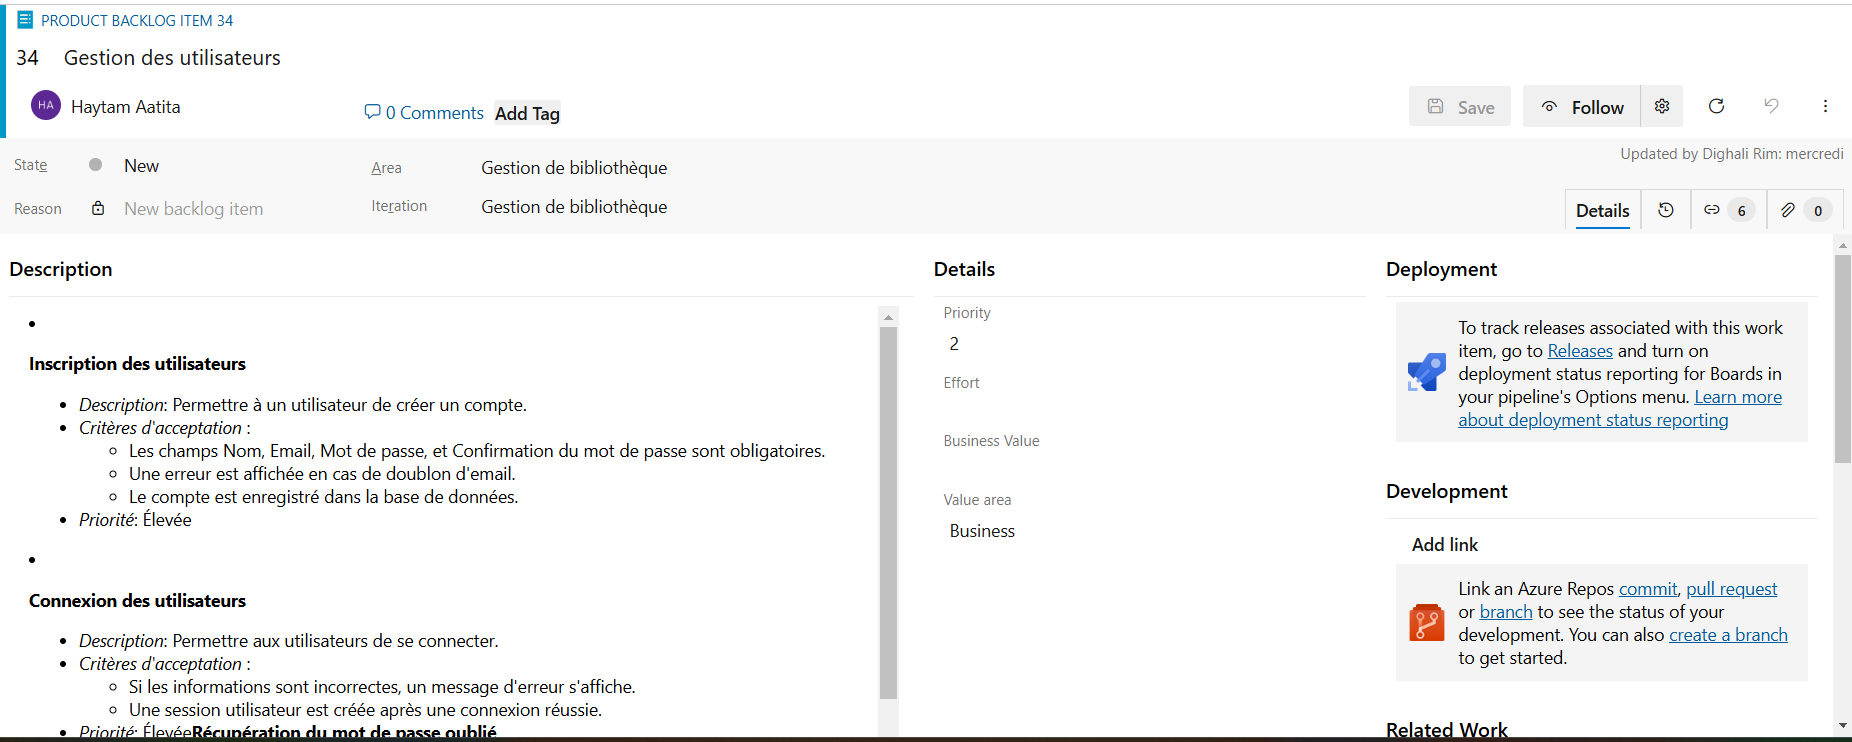 PRODUCT BACKLOG ITEM 34
34 Gestion des utilisateurs
HA Haytam Aatita
0 Comments Add Tag
Save Follow
State New
Area Gestion de bibliothèque
Updated by Dighali Rim: mercredi
Reason New backlog item
Iteration Gestion de bibliothèque
Details 6 0
Description
Inscription des utilisateurs
Description: Permettre à un utilisateur de créer un compte.
Critères d'acceptation :
Les champs Nom, Email, Mot de passe, et Confirmation du mot de passe sont obligatoires.
Une erreur est affichée en cas de doublon d'email.
Le compte est enregistré dans la base de données.
Priorité: Élevée
Connexion des utilisateurs
Description: Permettre aux utilisateurs de se connecter.
Critères d'acceptation :
Si les informations sont incorrectes, un message d'erreur s'affiche.
Une session utilisateur est créée après une connexion réussie.
Priorité: ÉlevéeRécupération du mot de passe oublié
Details
Priority
2
Effort
Business Value
Value area
Business
Deployment
To track releases associated with this work
item, go to Releases and turn on
deployment status reporting for Boards in
your pipeline's Options menu. Learn more
about deployment status reporting
Development
Add link
Link an Azure Repos commit, pull request
or branch to see the status of your
development. You can also create a branch
to get started.
Related Work